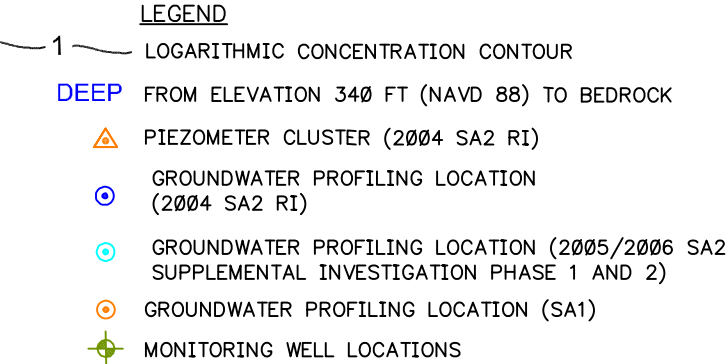 LEGEND
1 LOGARITHMIC CONCENTRATION CONTOUR
DEEP FROM ELEVATION 340 FT (NAVD 88) TO BEDROCK
PIEZOMETER CLUSTER (2004 SA2 RI)
GROUNDWATER PROFILING LOCATION
(2004 SA2 RI)
GROUNDWATER PROFILING LOCATION (2005/2006 SA2
SUPPLEMENTAL INVESTIGATION PHASE 1 AND 2)
GROUNDWATER PROFILING LOCATION (SA1)
MONITORING WELL LOCATIONS